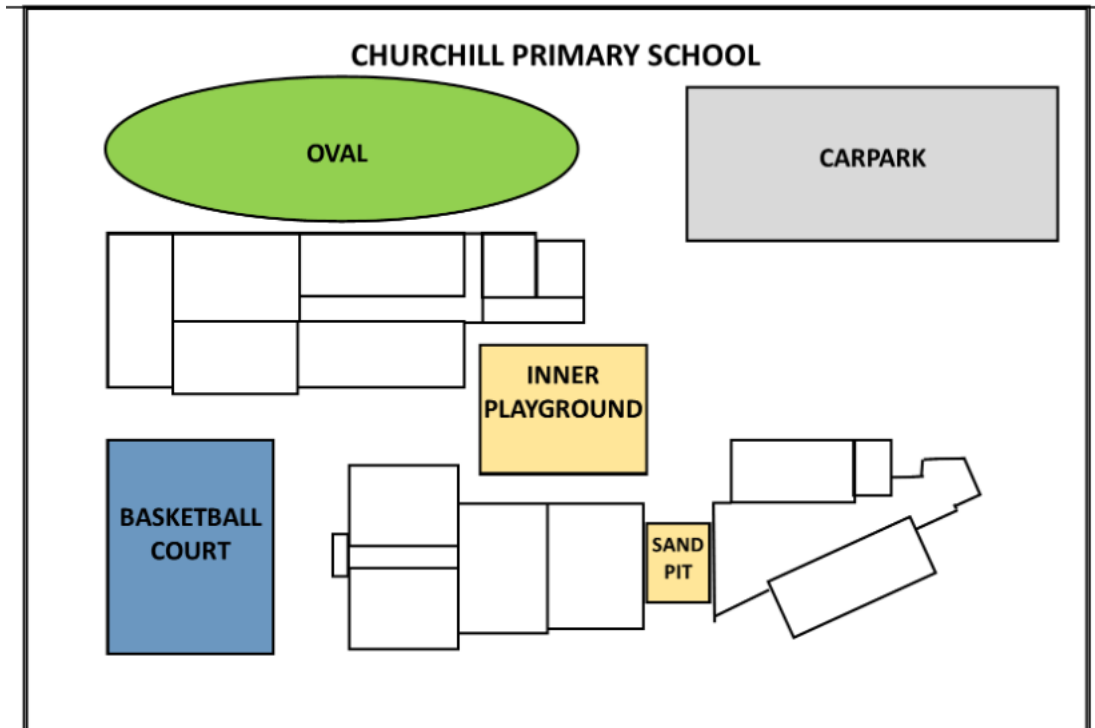 CHURCHILL PRIMARY SCHOOL
OVAL
CARPARK
INNER
PLAYGROUND
BASKETBALL
COURT
SAND
PIT